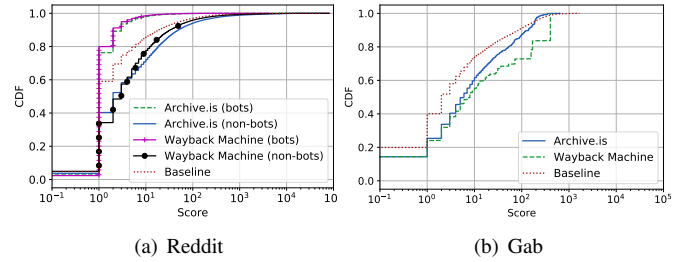 1.0
0.8
0.6
0.4
0.2
0.0
CDF
Archive.is (bots)
Archive.is (non-bots)
Wayback Machine (bots)
Wayback Machine (non-bots)
Baseline
10⁻¹ 10⁰ 10¹ 10² 10³ 10⁴ 10⁵
Score
(a) Reddit
1.0
0.8
0.6
0.4
0.2
0.0
CDF
Archive.is
Wayback Machine
Baseline
10⁻¹ 10⁰ 10¹ 10² 10³ 10⁴ 10⁵
Score
(b) Gab